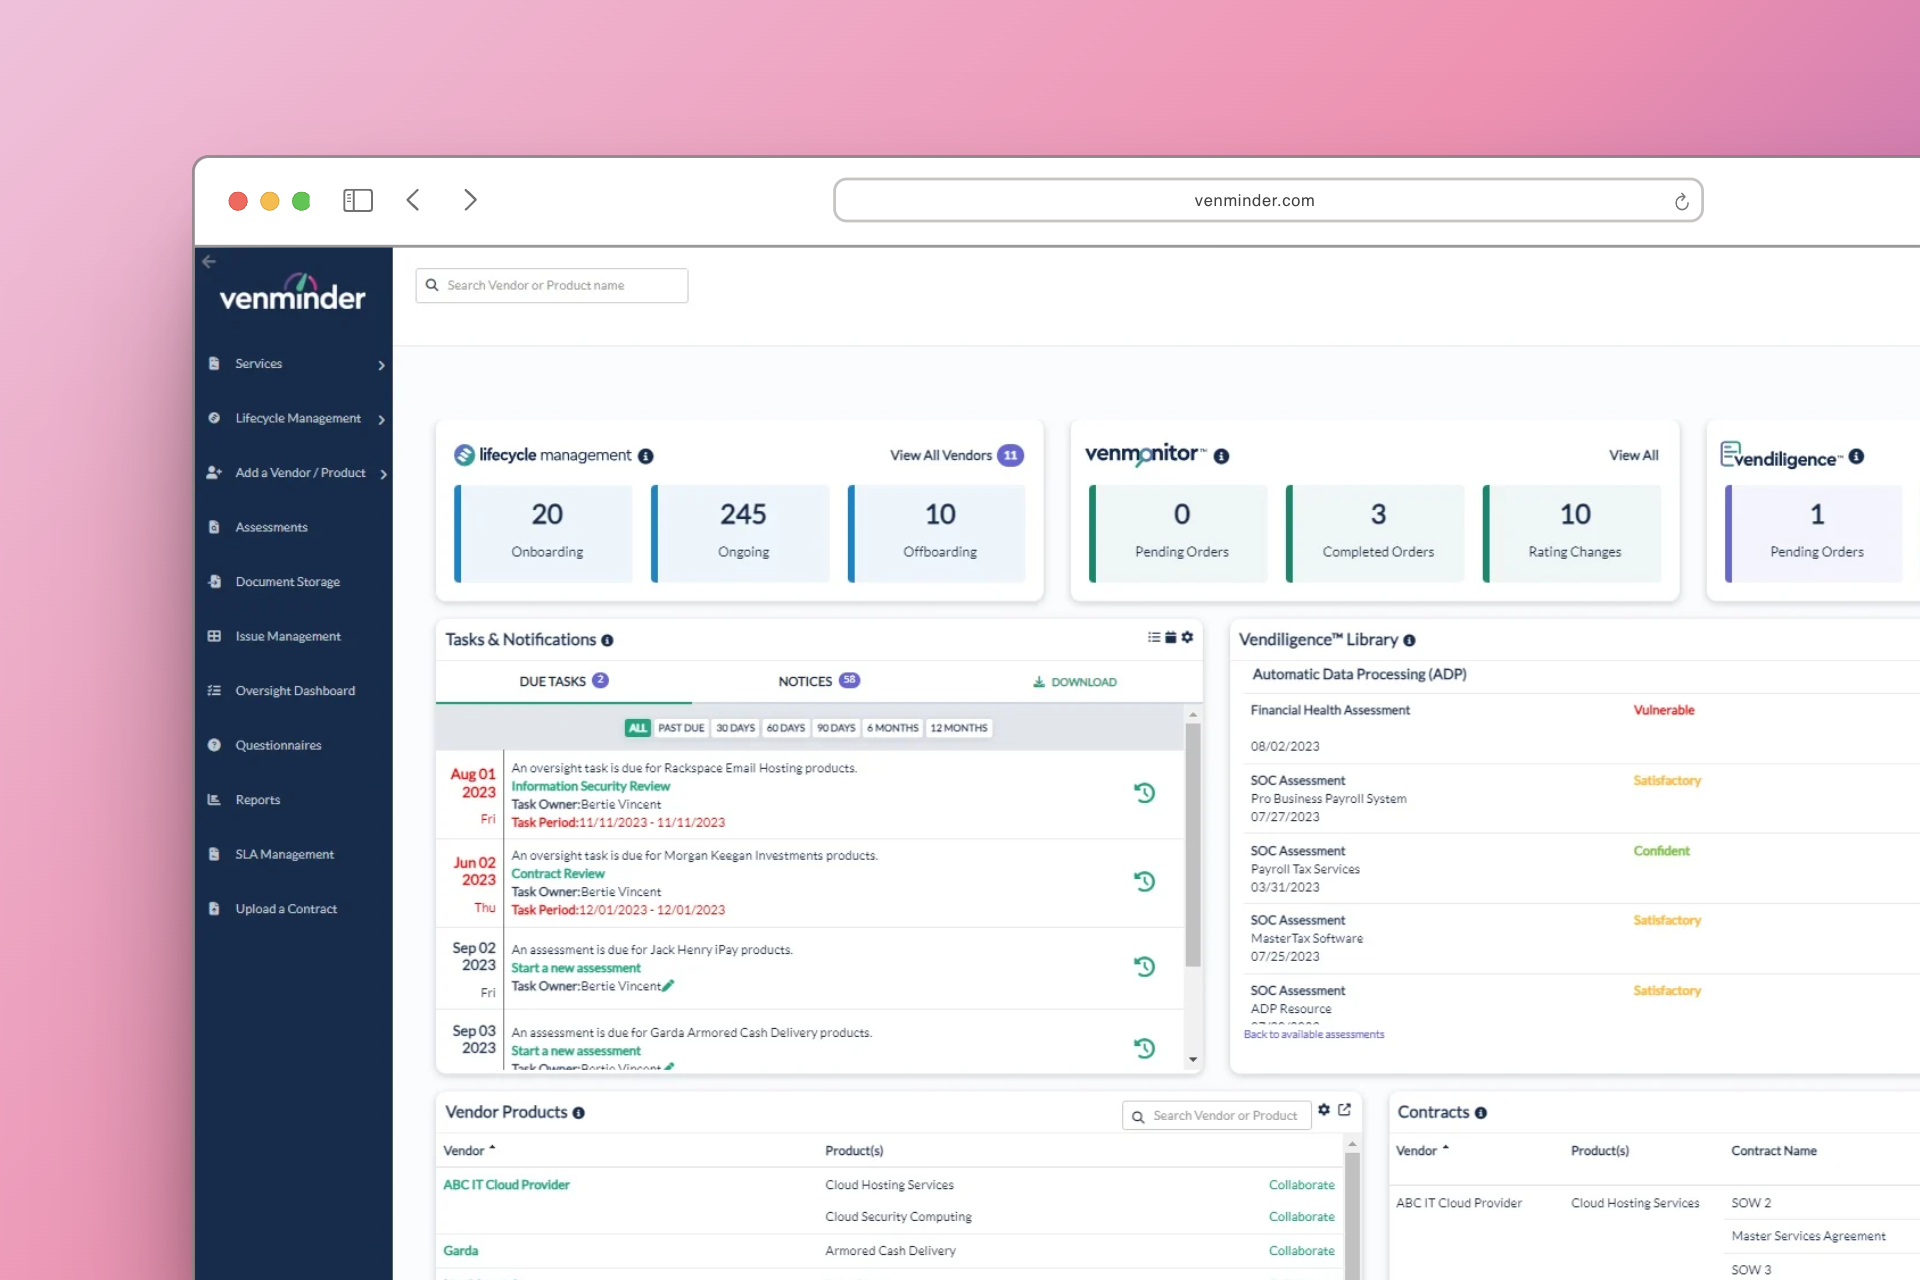 venminder.com
venminder
Search Vendor or Product name
Services
Lifecycle Management
Add a Vendor / Product
Assessments
Document Storage
Issue Management
Oversight Dashboard
Questionnaires
Reports
SLA Management
Upload a Contract
lifecycle management
View All Vendors 11
20
Onboarding
245
Ongoing
10
Offboarding
venmonitor™
View All
0
Pending Orders
3
Completed Orders
10
Rating Changes
vendiligence™
1
Pending Orders
Tasks & Notifications
DUE TASKS 2
NOTICES 58
DOWNLOAD
ALL PAST DUE 30 DAYS 60 DAYS 90 DAYS 6 MONTHS 12 MONTHS
Aug 01
2023
Fri
An oversight task is due for Rackspace Email Hosting products.
Information Security Review
Task Owner:Bertie Vincent
Task Period:11/11/2023 - 11/11/2023
Jun 02
2023
Thu
An oversight task is due for Morgan Keegan Investments products.
Contract Review
Task Owner:Bertie Vincent
Task Period:12/01/2023 - 12/01/2023
Sep 02
2023
Fri
An assessment is due for Jack Henry iPay products.
Start a new assessment
Task Owner:Bertie Vincent
Sep 03
2023
An assessment is due for Garda Armored Cash Delivery products.
Start a new assessment
Task Owner:Bertie Vincent
Vendiligence™ Library
Automatic Data Processing (ADP)
Financial Health Assessment
Vulnerable
08/02/2023
SOC Assessment
Satisfactory
Pro Business Payroll System
07/27/2023
SOC Assessment
Confident
Payroll Tax Services
03/31/2023
SOC Assessment
Satisfactory
MasterTax Software
07/25/2023
SOC Assessment
Satisfactory
ADP Resource
Back to available assessments
Vendor Products
Search Vendor or Product
Vendor
Product(s)
ABC IT Cloud Provider
Cloud Hosting Services
Collaborate
Cloud Security Computing
Collaborate
Garda
Armored Cash Delivery
Collaborate
Contracts
Vendor
Product(s)
Contract Name
ABC IT Cloud Provider
Cloud Hosting Services
SOW 2
Master Services Agreement
SOW 3